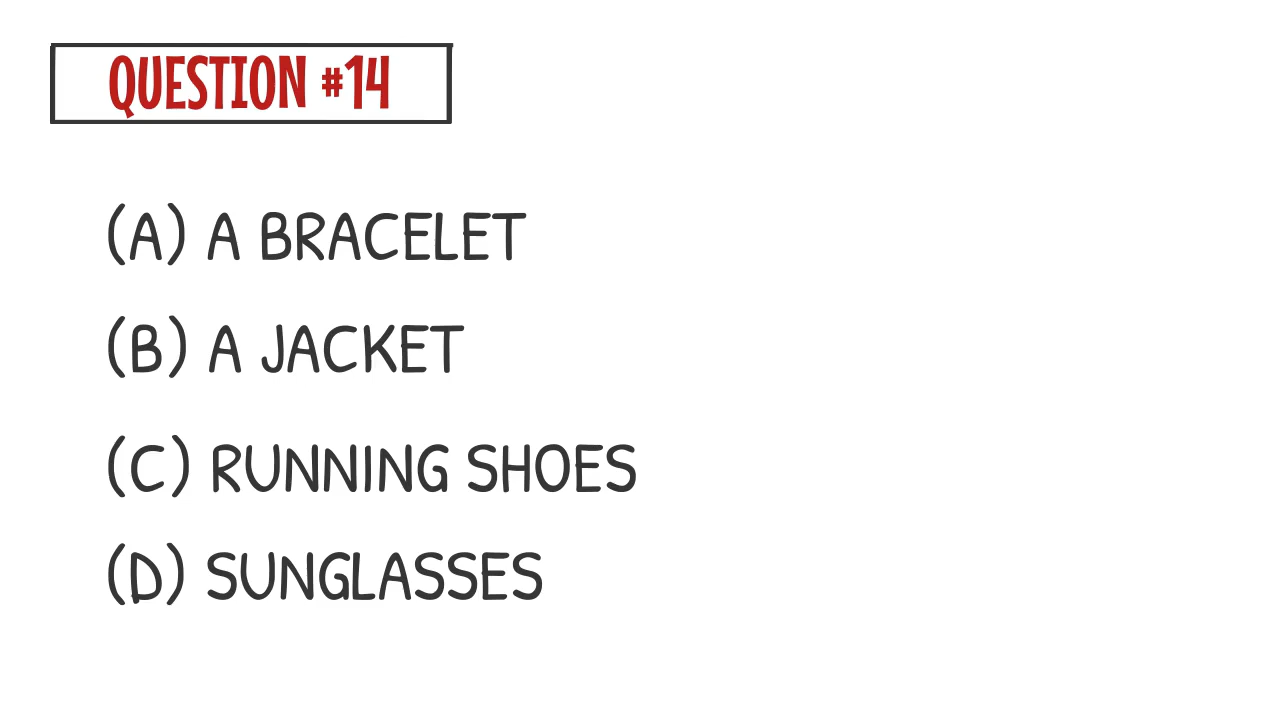 QUESTION #14
(A) A BRACELET
(B) A JACKET
(C) RUNNING SHOES
(D) SUNGLASSES